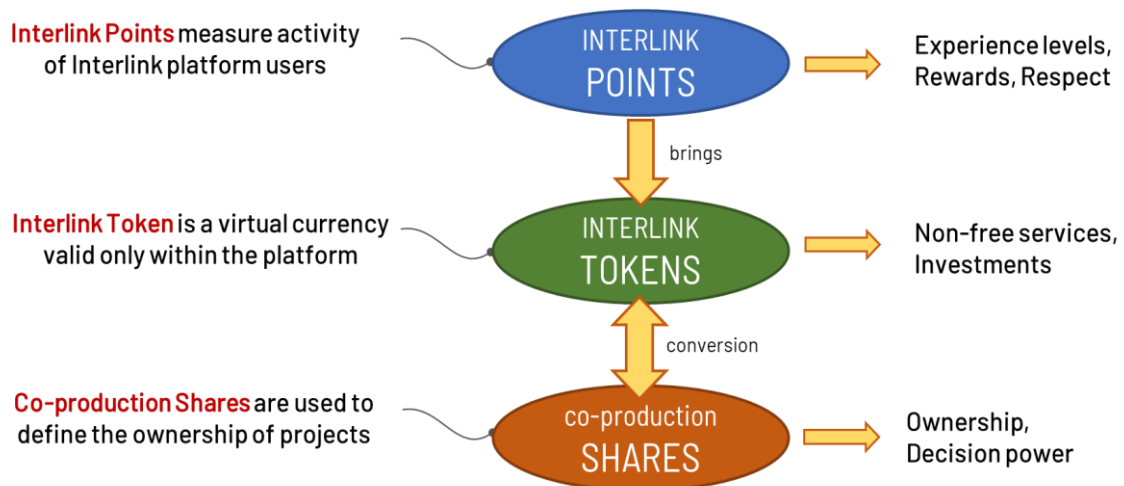 Interlink Points measure activity
of Interlink platform users
INTERLINK
POINTS
Experience levels,
Rewards, Respect
brings
Interlink Token is a virtual currency
valid only within the platform
INTERLINK
TOKENS
Non-free services,
Investments
conversion
Co-production Shares are used to
define the ownership of projects
co-production
SHARES
Ownership,
Decision power